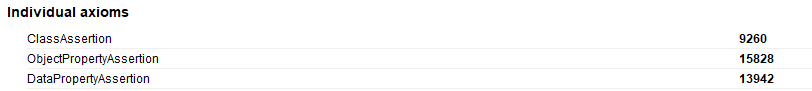 Individual axioms
ClassAssertion 9260
ObjectPropertyAssertion 15828
DataPropertyAssertion 13942